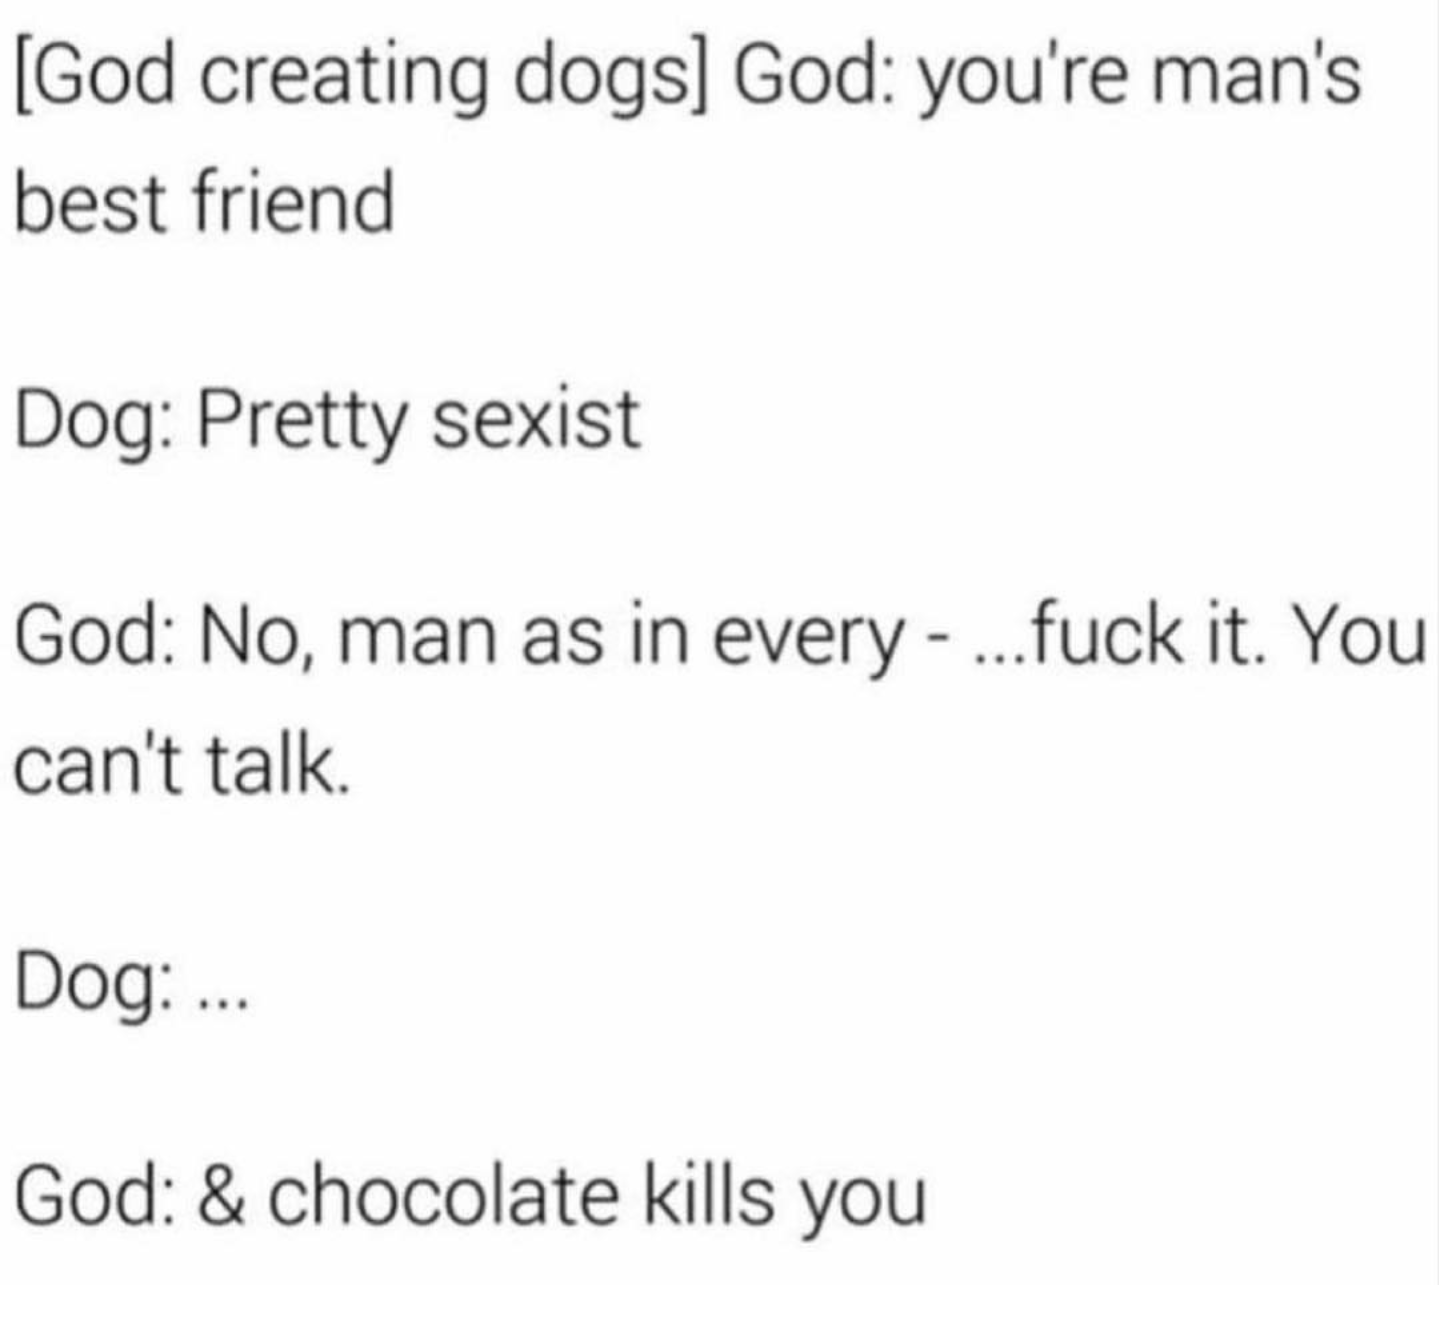 [God creating dogs] God: you're man's
best friend
Dog: Pretty sexist
God: No, man as in every - ...fuck it. You
can't talk.
Dog: ...
God: & chocolate kills you